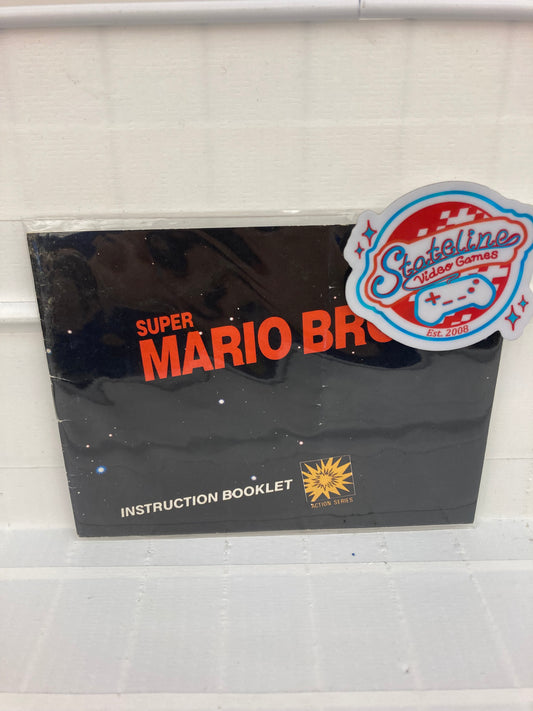 Stateline
Video Games
Est. 2008
SUPER
MARIO BRO
INSTRUCTION BOOKLET
ACTION SERIES